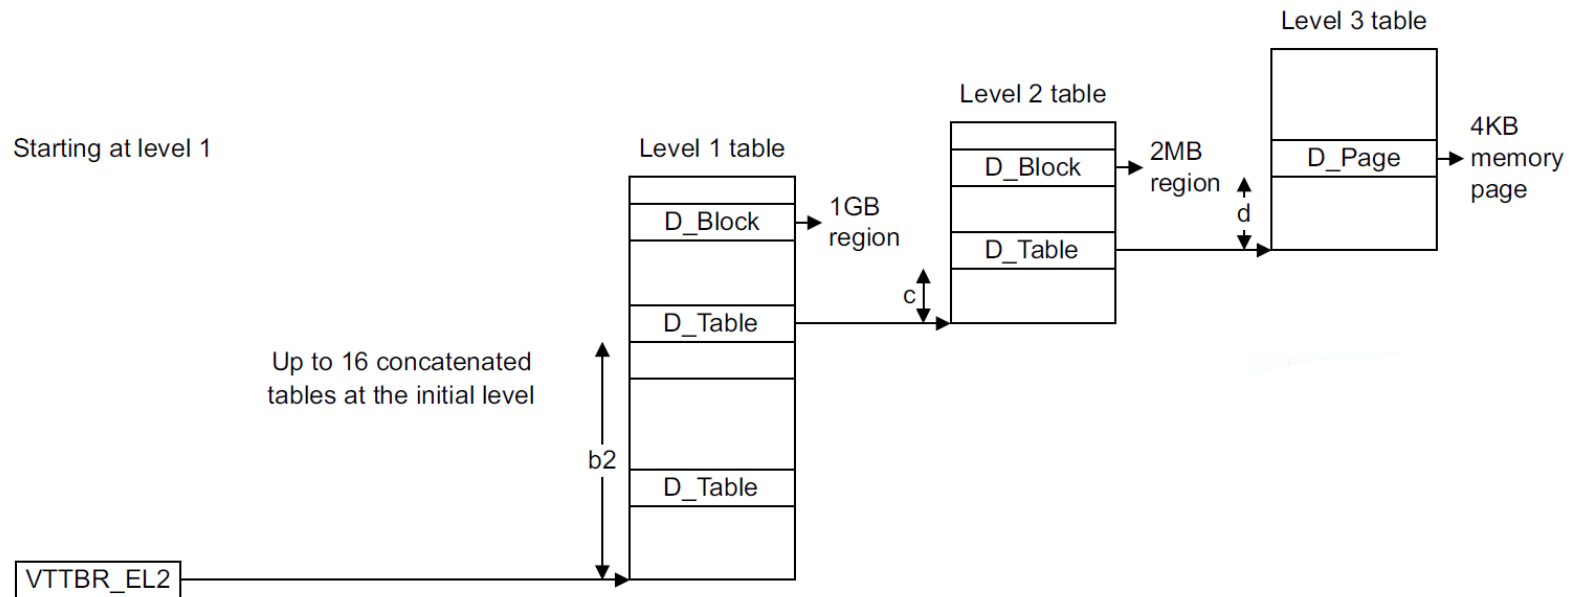 Level 3 table
Level 2 table
Starting at level 1
Level 1 table
D_Block
1GB
region
D_Table
Up to 16 concatenated
tables at the initial level
b2
D_Table
VTTBR_EL2
D_Block
2MB
region
D_Table
c
D_Page
4KB
memory
page
d